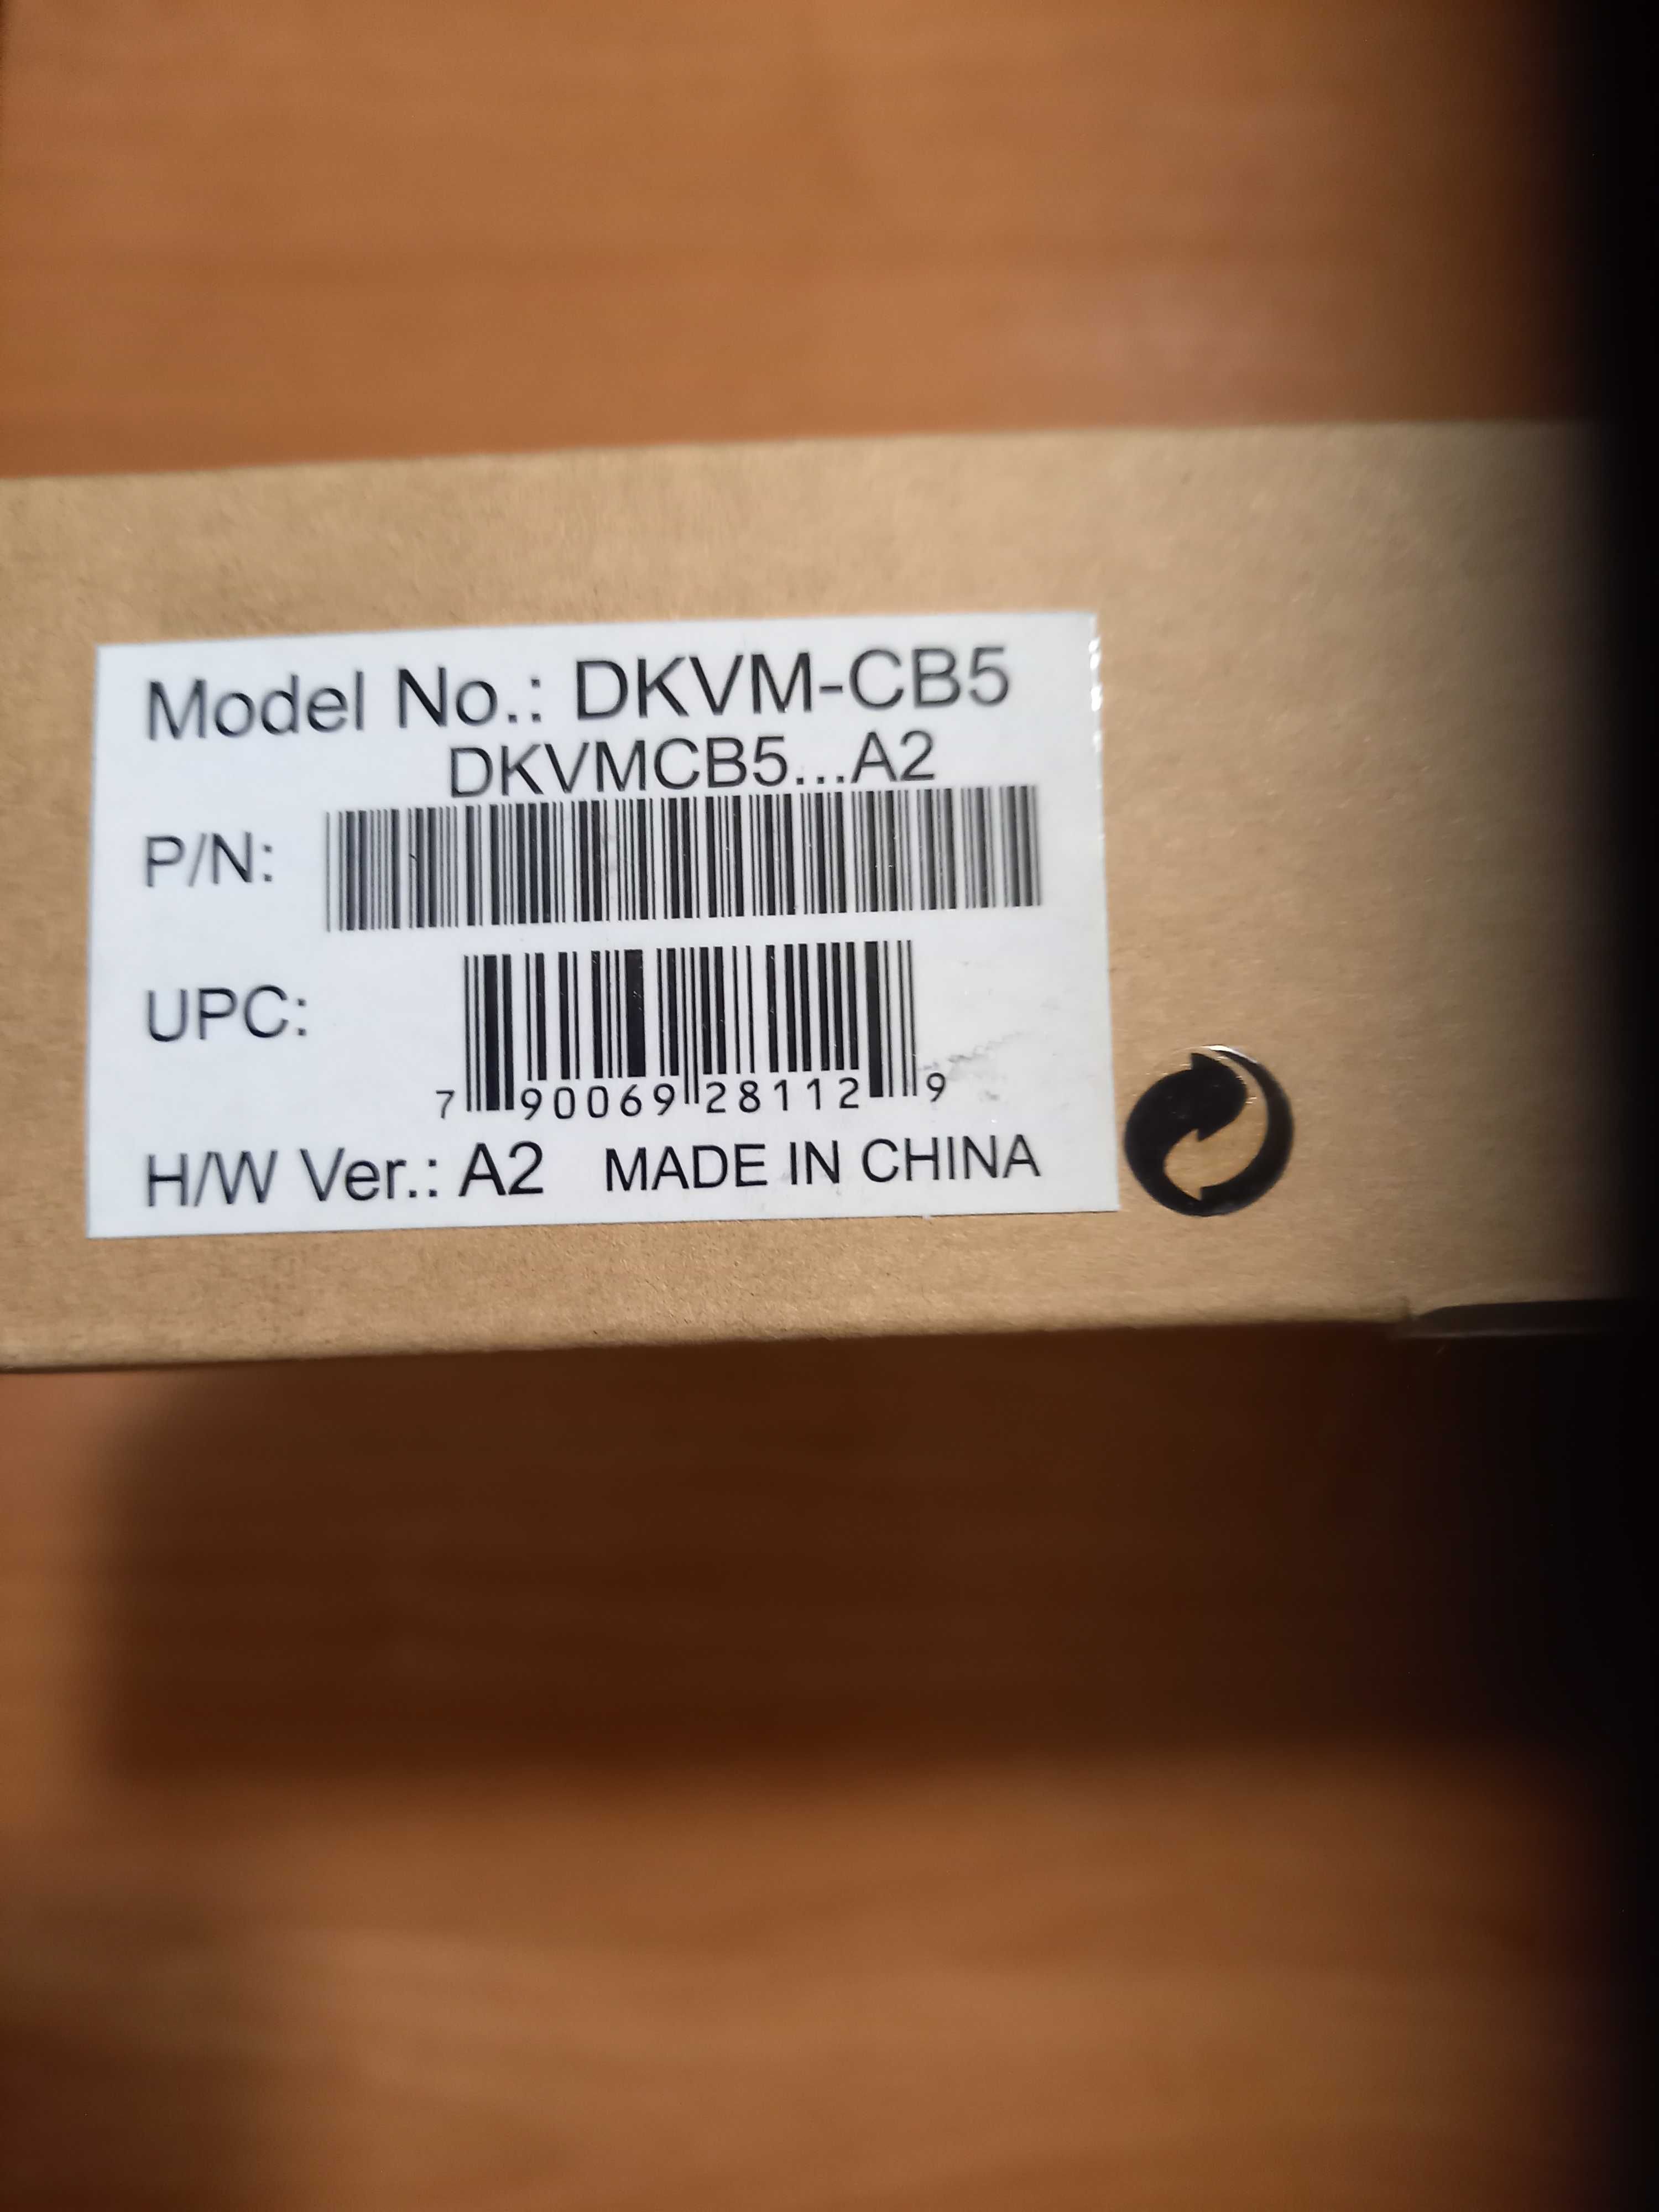 Model No.: DKVM-CB5
DKVMCB5...A2
P/N:
UPC:
7 90069 28112 9
H/W Ver.: A2 MADE IN CHINA